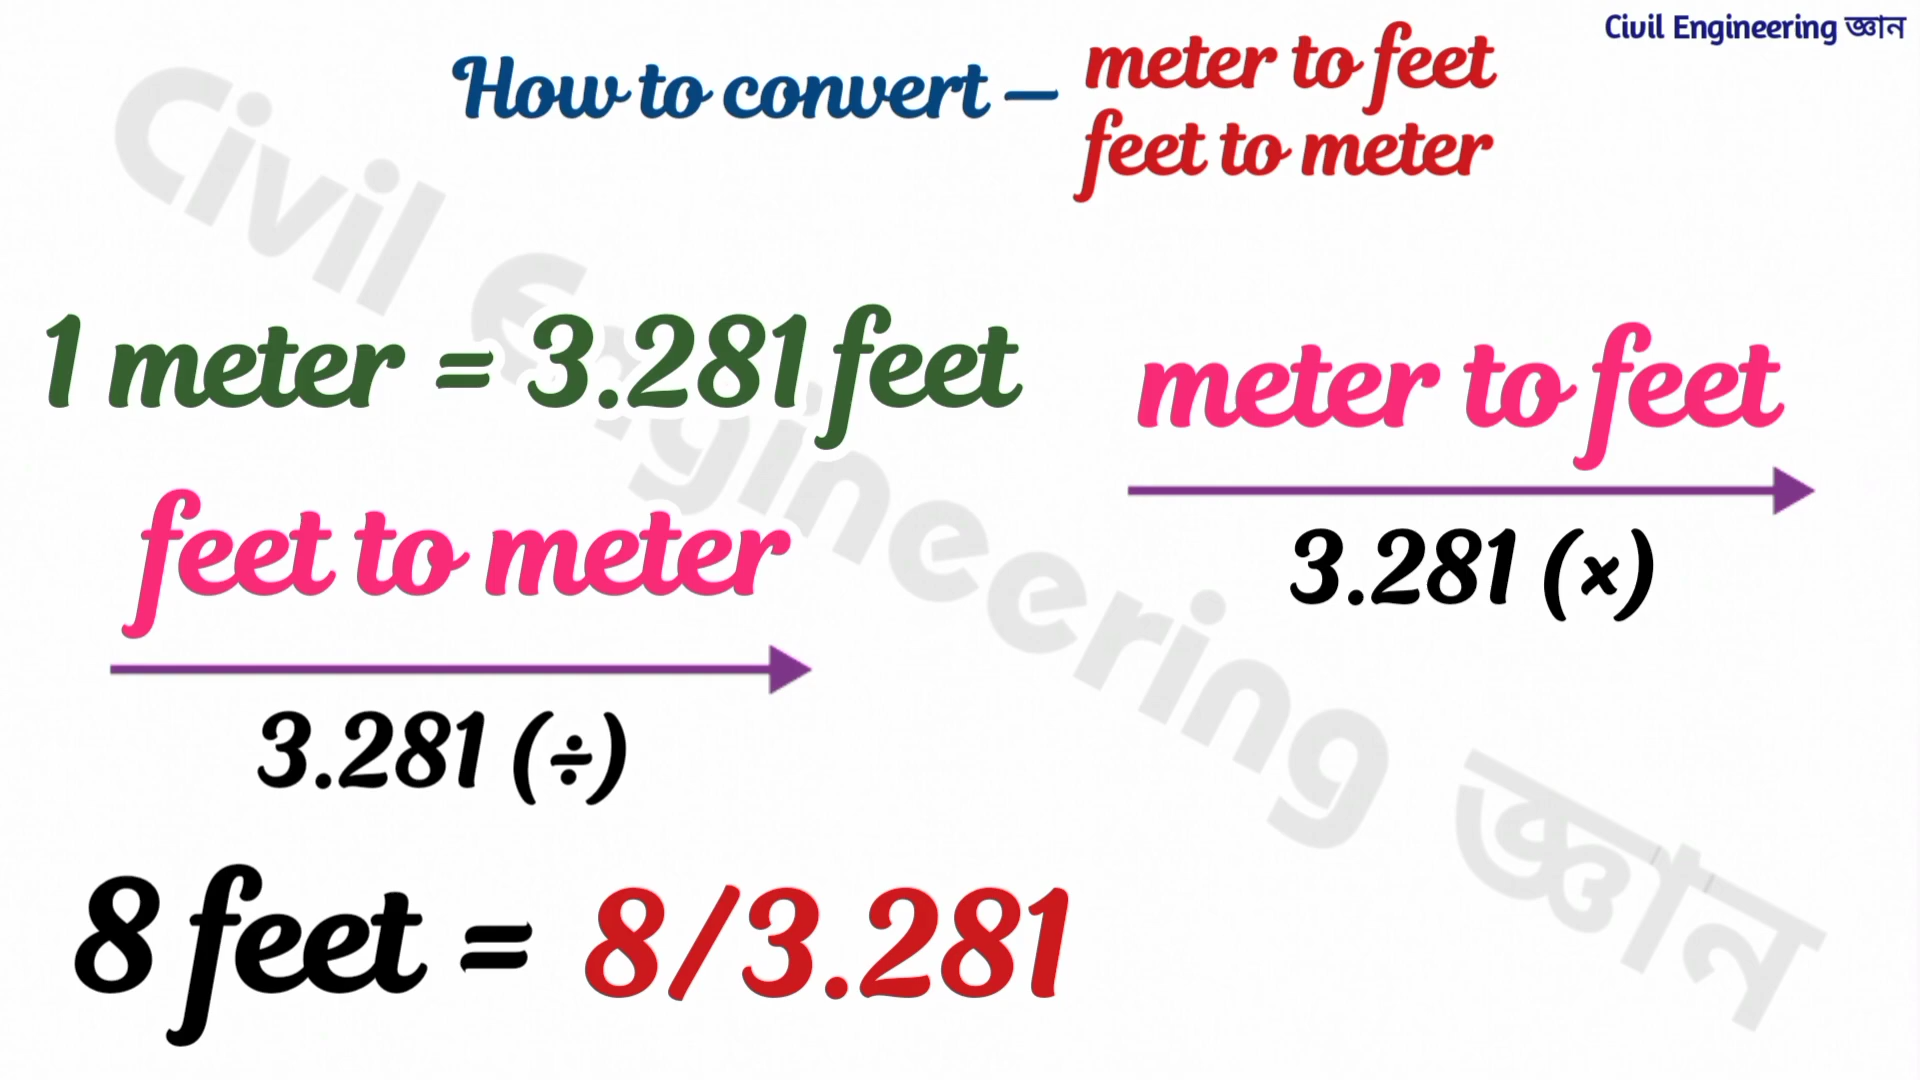 Civil Engineering জ্ঞান
How to convert – meter to feet
feet to meter
1 meter = 3.281 feet
meter to feet
3.281 (×)
feet to meter
3.281 (÷)
8 feet = 8/3.281
Civil Engineering জ্ঞান